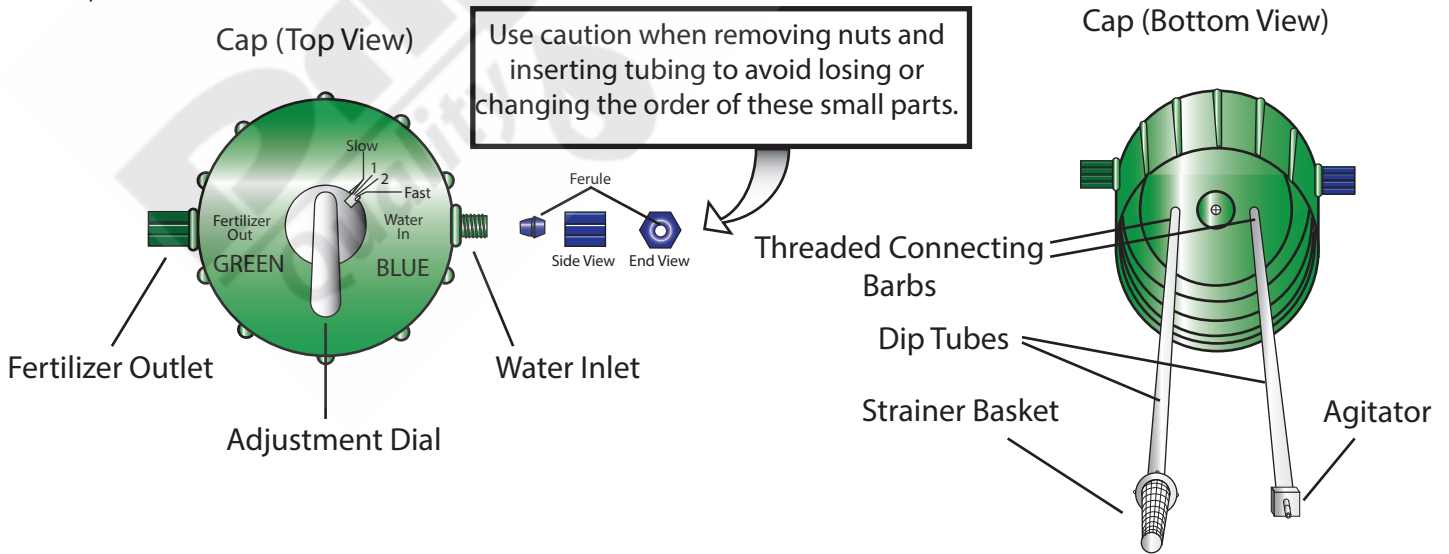 Cap (Top View)
Use caution when removing nuts and
inserting tubing to avoid losing or
changing the order of these small parts.
Cap (Bottom View)
Slow
1
2
Fast
Fertilizer
Out
GREEN
Water
In
BLUE
Ferule
Side View
End View
Fertilizer Outlet
Adjustment Dial
Water Inlet
Threaded Connecting
Barbs
Dip Tubes
Strainer Basket
Agitator
Quality